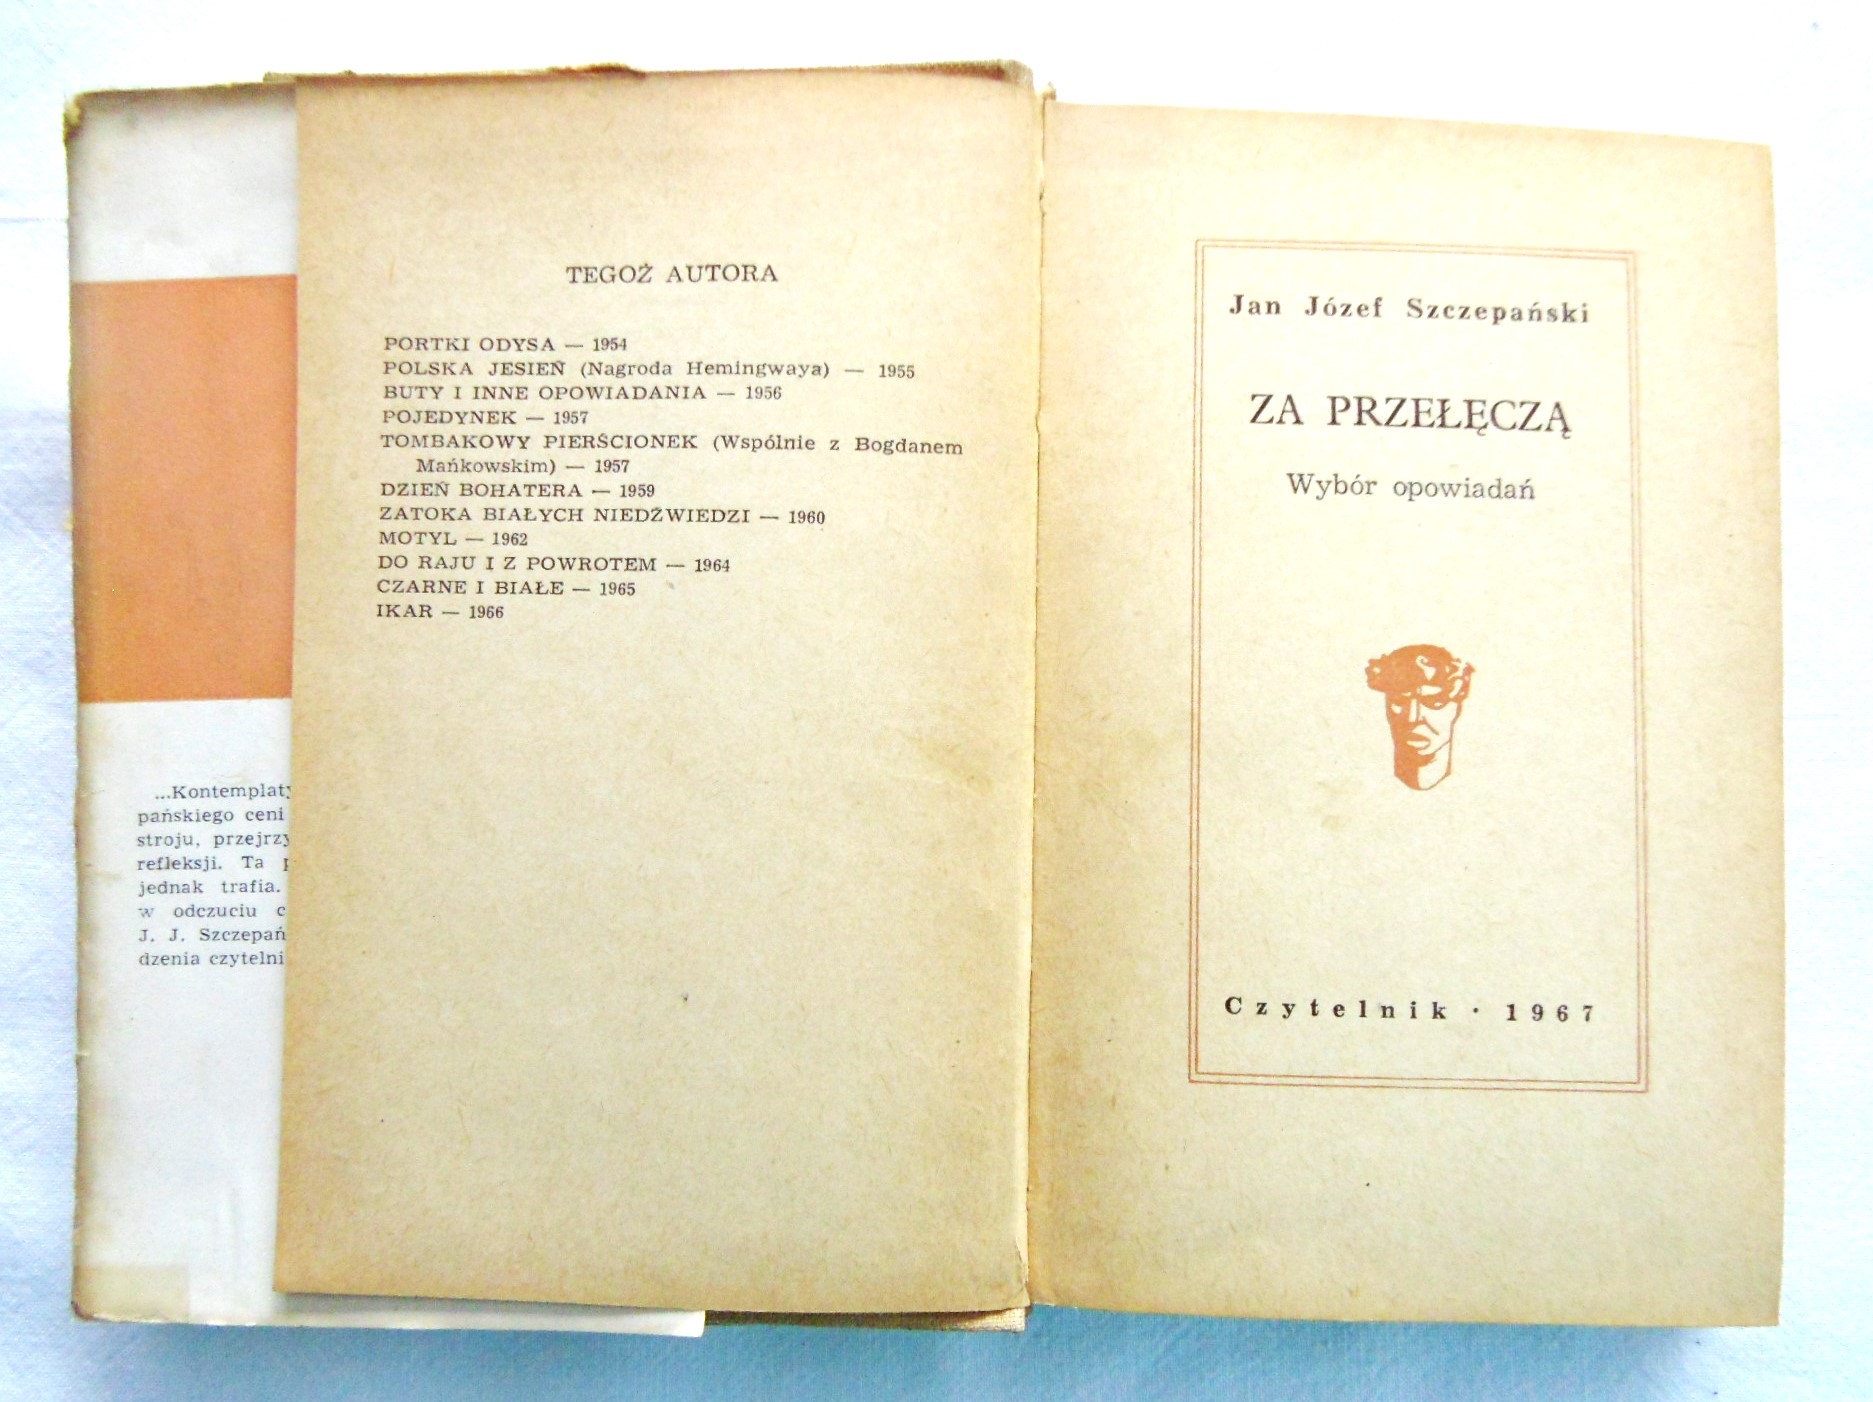 TEGOŻ AUTORA
PORTKI ODYSA — 1954
POLSKA JESIEŃ (Nagroda Hemingwaya) — 1955
BUTY I INNE OPOWIADANIA — 1956
POJEDYNEK — 1957
TOMBAKOWY PIERŚCIONEK (Wspólnie z Bogdanem
Mańkowskim) — 1957
DZIEŃ BOHATERA — 1959
ZATOKA BIAŁYCH NIEDŹWIEDZI — 1960
MOTYL — 1962
DO RAJU I Z POWROTEM — 1964
CZARNE I BIAŁE — 1965
IKAR — 1966
...Kontemplat
pańskiego ceni
stroju, przejrz
refleksji. Ta
jednak trafia.
w odczuciu c
J. J. Szczepań
dzenia czytelni
Jan Józef Szczepański
ZA PRZEŁĘCZĄ
Wybór opowiadań
Czytelnik · 1967